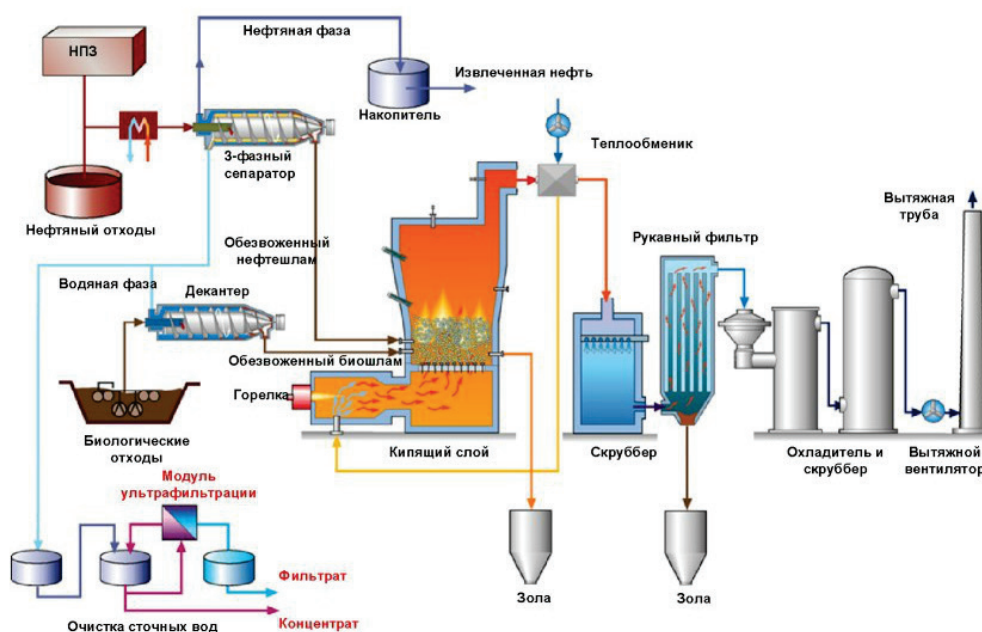 НПЗ
Нефтяная фаза
Извлеченная нефть
Накопитель
3-фазный
сепаратор
Теплообменик
Нефтяный отходы
Обезвоженный
нефтешлам
Вытяжная
труба
Рукавный фильтр
Водяная фаза
Декантер
Обезвоженный биошлам
Горелка
Биологические
отходы
Кипящий слой
Скруббер
Охладитель и
скруббер
Вытяжной
вентилятор
Модуль
ультрафильтрации
Фильтрат
Концентрат
Очистка сточных вод
Зола
Зола